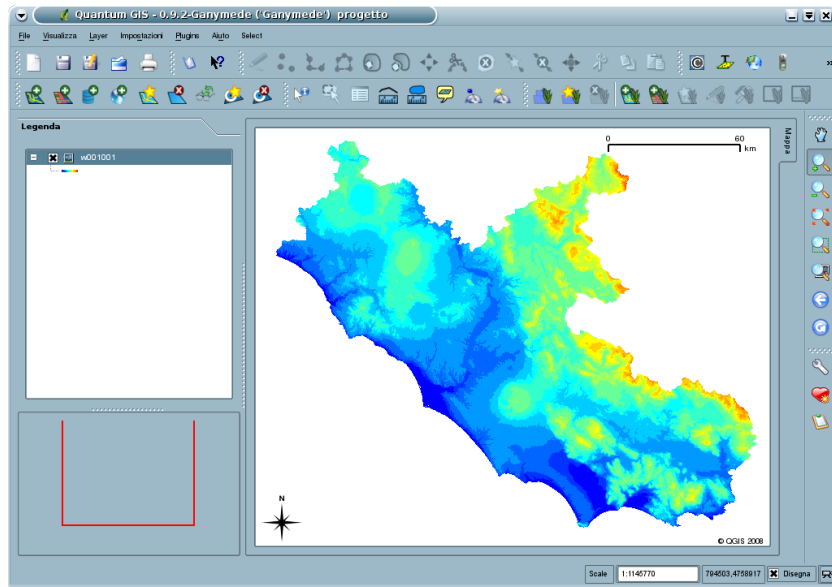 Quantum GIS - 0.9.2-Ganymede ('Ganymede') progetto
File Visualizza Layer Impostazioni Plugins Aiuto Select
Legenda
w001001
Mappa
0 60
km
N
© QGIS 2008
Scale 1:1145770 794503,4758917 Disegna